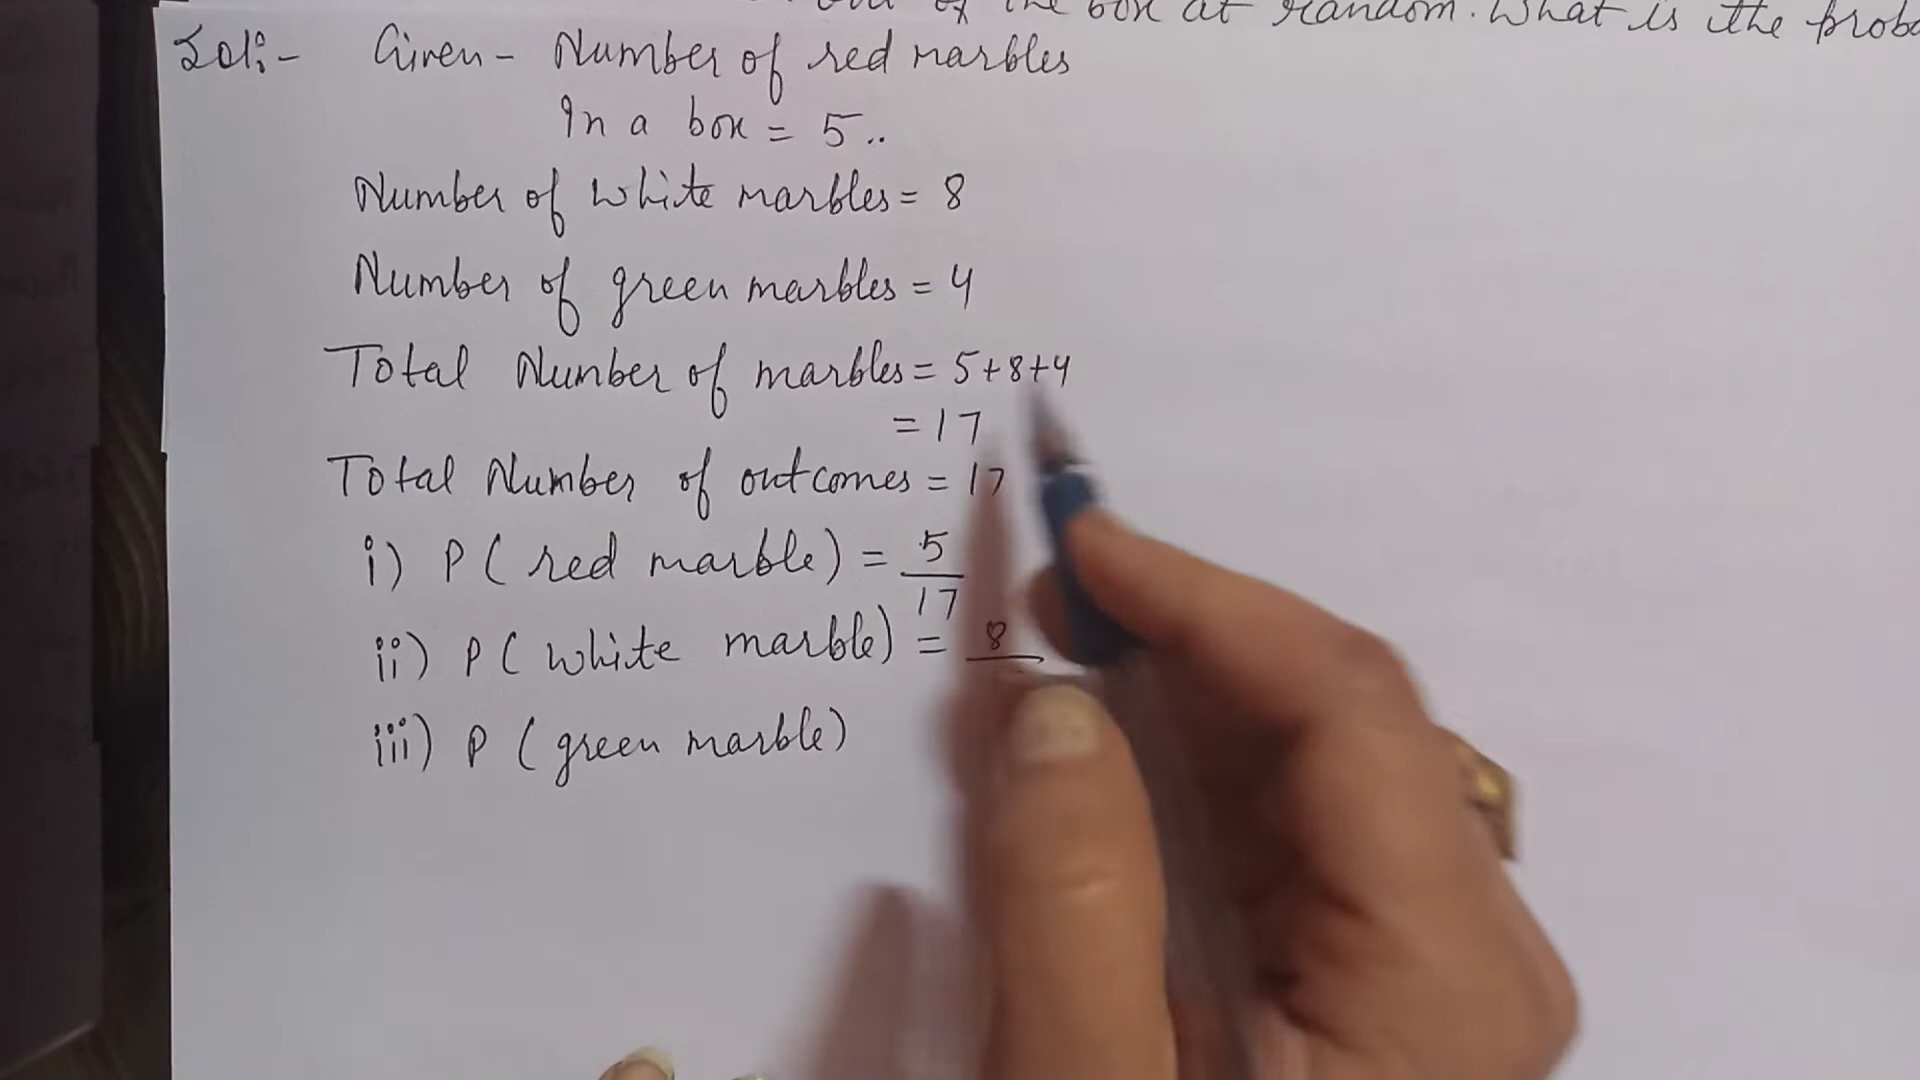 of the box at random. What is the proba
Sol:- Given - Number of red marbles
In a box = 5..
Number of white marbles = 8
Number of green marbles = 4
Total Number of marbles = 5+8+4
= 17
Total Number of outcomes = 17
i) P( red marble) = 5/17
ii) P( white marble) = 8/
iii) P (green marble)